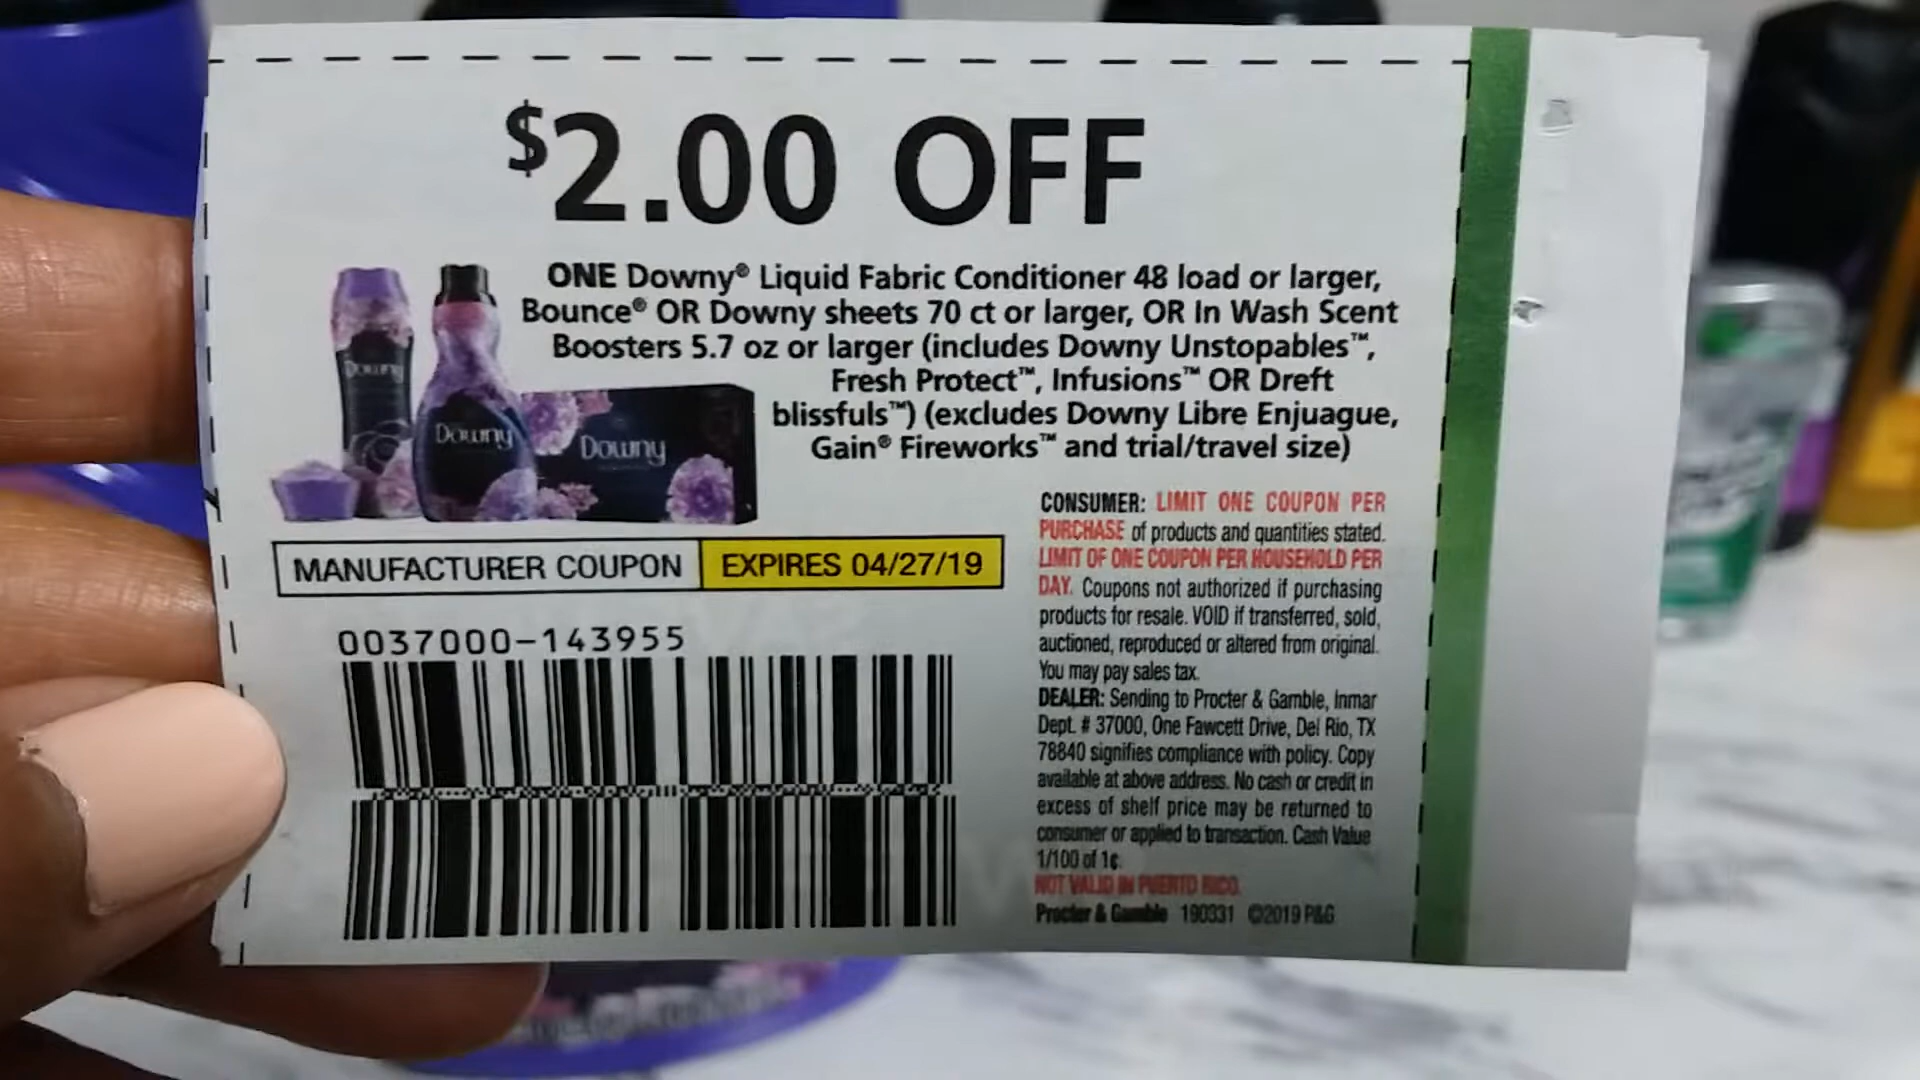 $2.00 OFF
ONE Downy® Liquid Fabric Conditioner 48 load or larger,
Bounce® OR Downy sheets 70 ct or larger, OR In Wash Scent
Boosters 5.7 oz or larger (includes Downy Unstopables™,
Fresh Protect™, Infusions™ OR Dreft
blissfuls™) (excludes Downy Libre Enjuague,
Gain® Fireworks™ and trial/travel size)
Downy
Downy
Downy
MANUFACTURER COUPON EXPIRES 04/27/19
0037000-143955
CONSUMER: LIMIT ONE COUPON PER
PURCHASE of products and quantities stated.
LIMIT OF ONE COUPON PER HOUSEHOLD PER
DAY. Coupons not authorized if purchasing
products for resale. VOID if transferred, sold,
auctioned, reproduced or altered from original.
You may pay sales tax.
DEALER: Sending to Procter & Gamble, Inmar
Dept. # 37000, One Fawcett Drive, Del Rio, TX
78840 signifies compliance with policy. Copy
available at above address. No cash or credit in
excess of shelf price may be returned to
consumer or applied to transaction. Cash Value
1/100 of 1¢.
NOT VALID IN PUERTO RICO.
Procter & Gamble 190331 ©2019 P&G